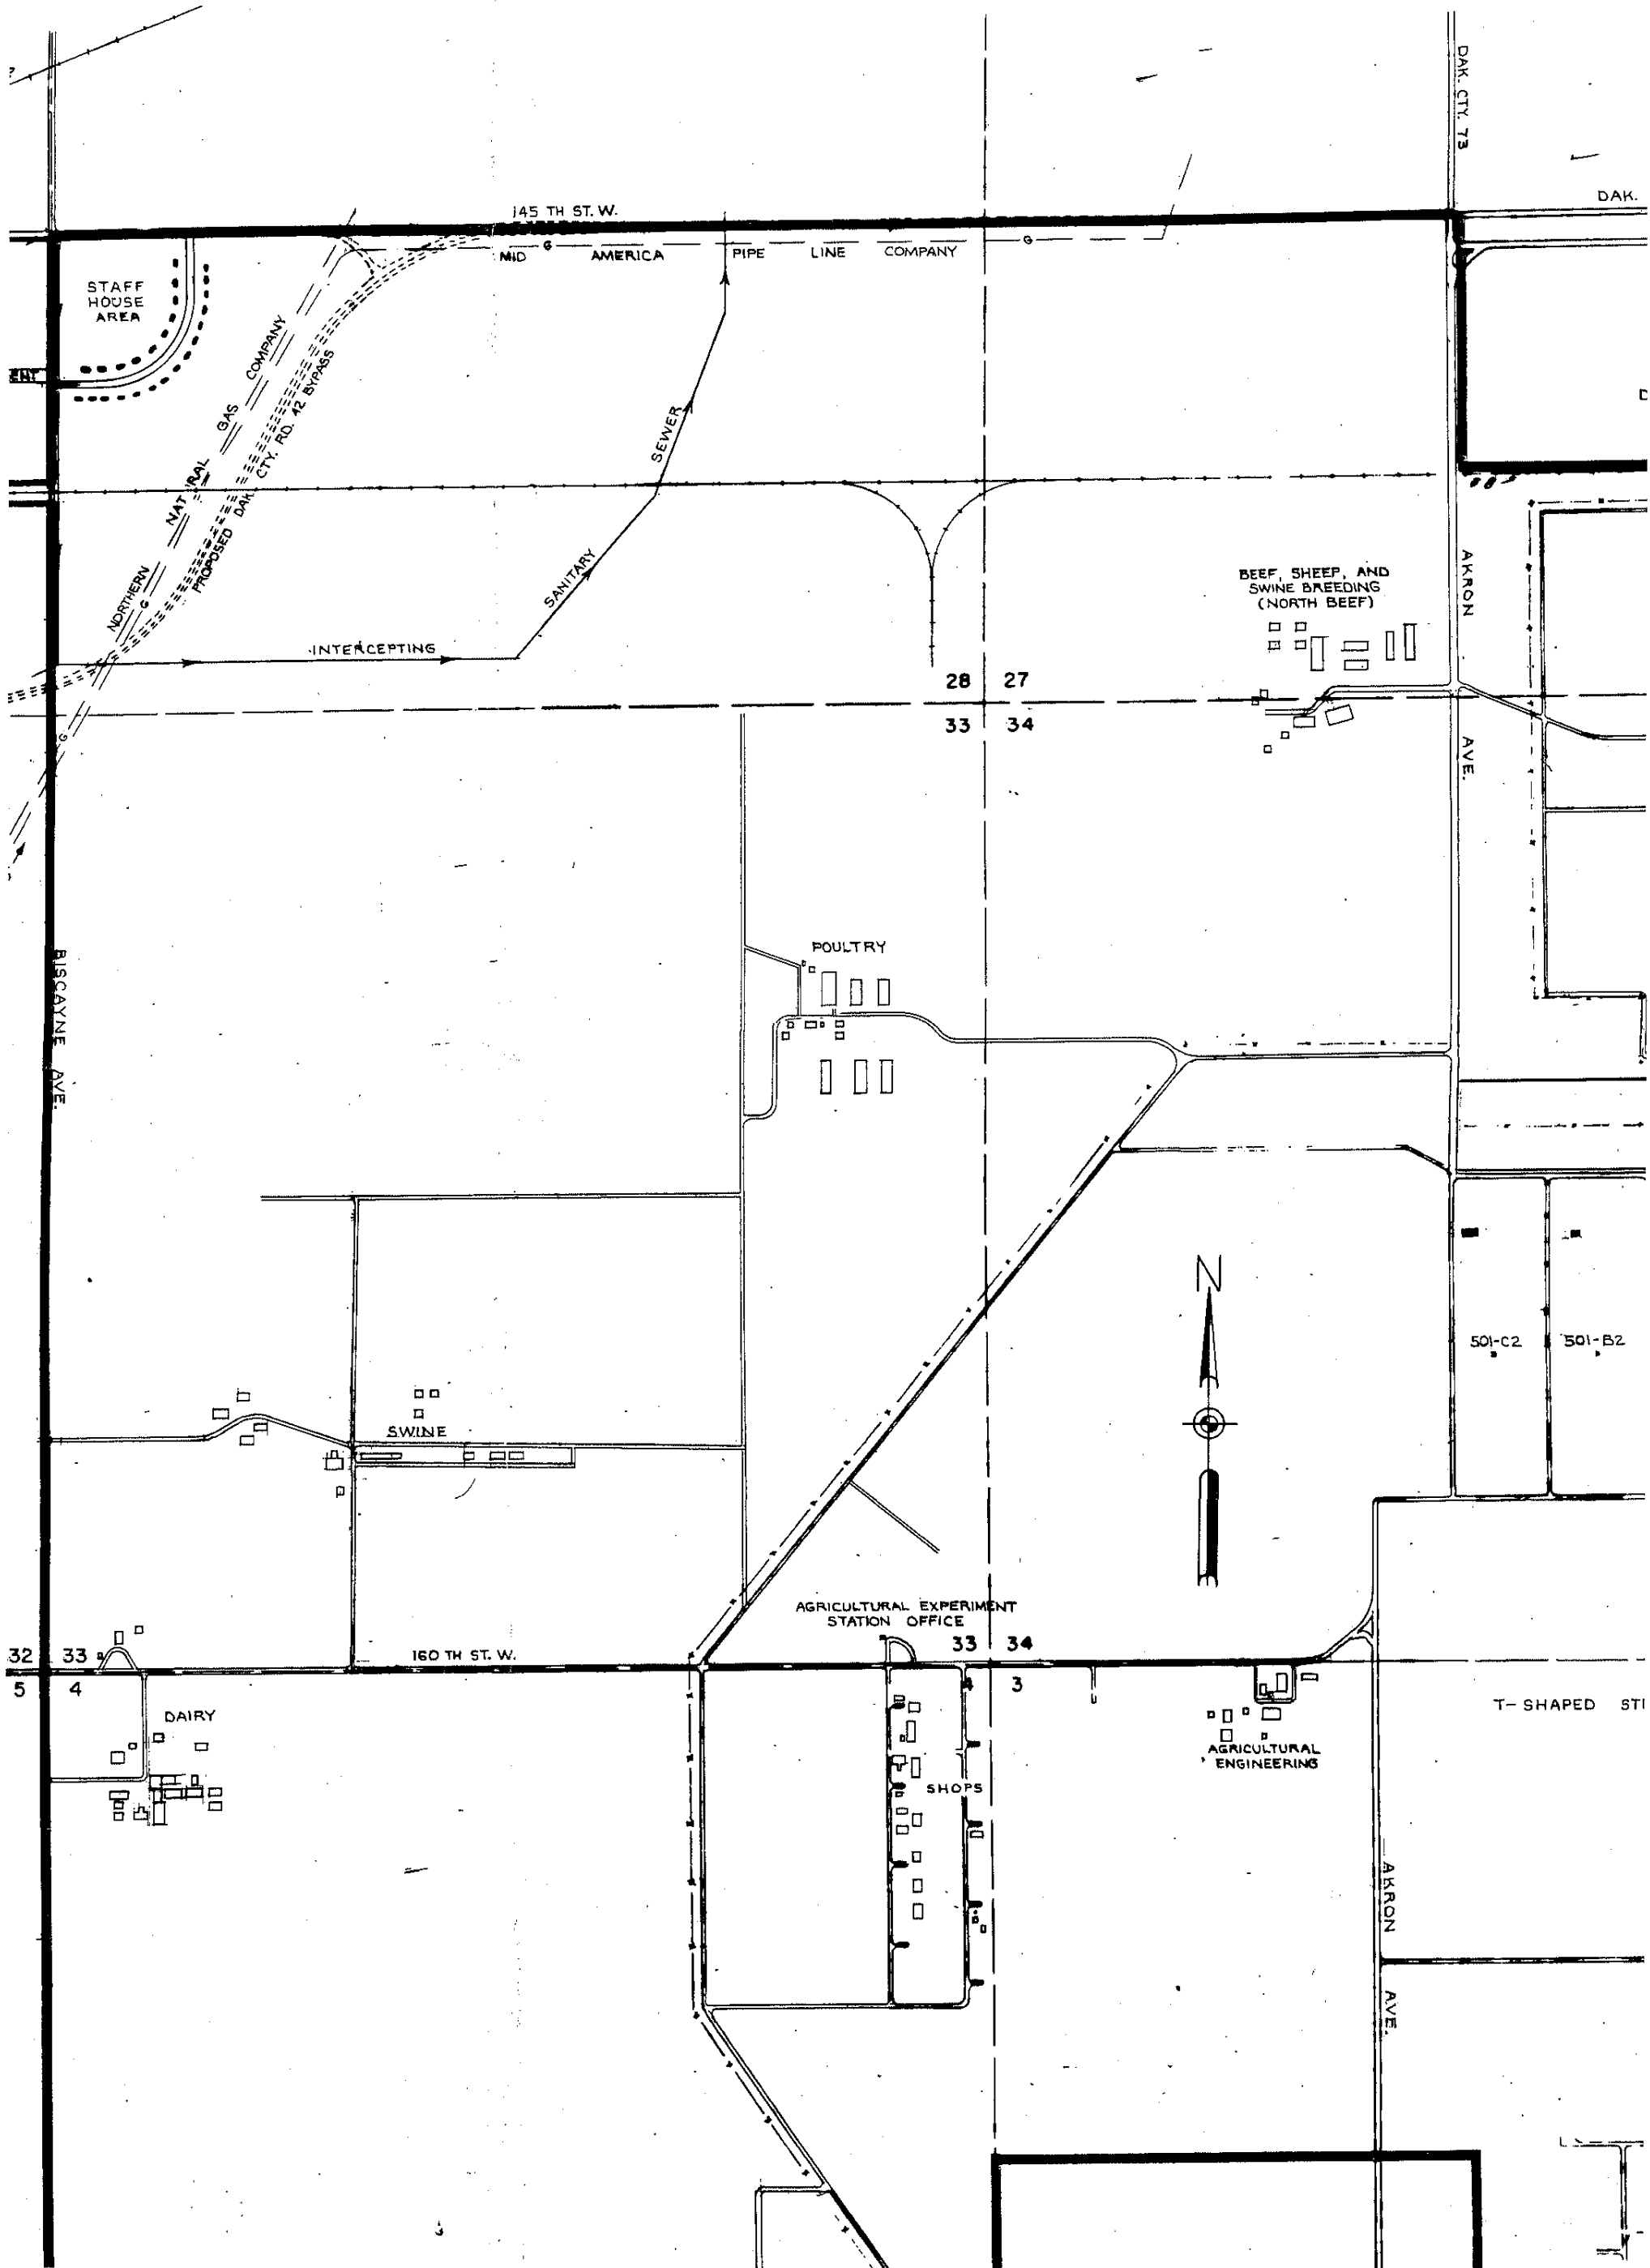 DAK. CTY. 73
DAK.
145 TH ST. W.
MID AMERICA PIPE LINE COMPANY
G
G
STAFF
HOUSE
AREA
NORTHERN NATURAL GAS COMPANY
G
PROPOSED DAK. CTY. RD. 42 BYPASS
INTERCEPTING SANITARY SEWER
BEEF, SHEEP, AND
SWINE BREEDING
(NORTH BEEF)
AKRON AVE.
28 27
33 34
G
BISCAYNE AVE.
POULTRY
N
501-C2
501-B2
SWINE
AGRICULTURAL EXPERIMENT
STATION OFFICE
32 33
5 4
160 TH ST. W.
33 34
4 3
T-SHAPED
DAIRY
AGRICULTURAL
ENGINEERING
SHOPS
AKRON AVE.